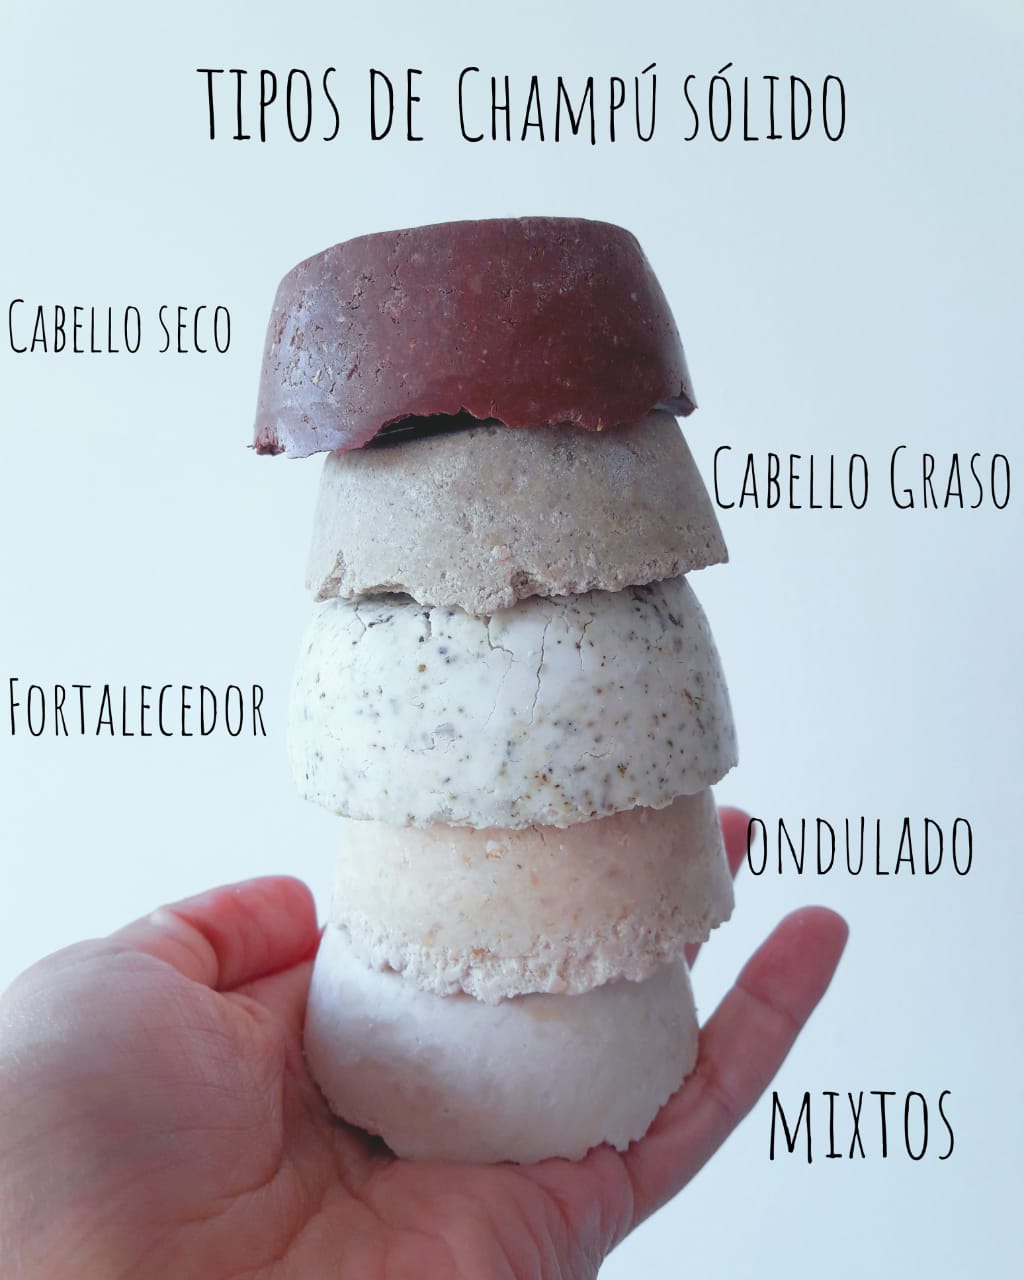 TIPOS DE CHAMPÚ SÓLIDO
CABELLO SECO
CABELLO GRASO
FORTALECEDOR
ONDULADO
MIXTOS